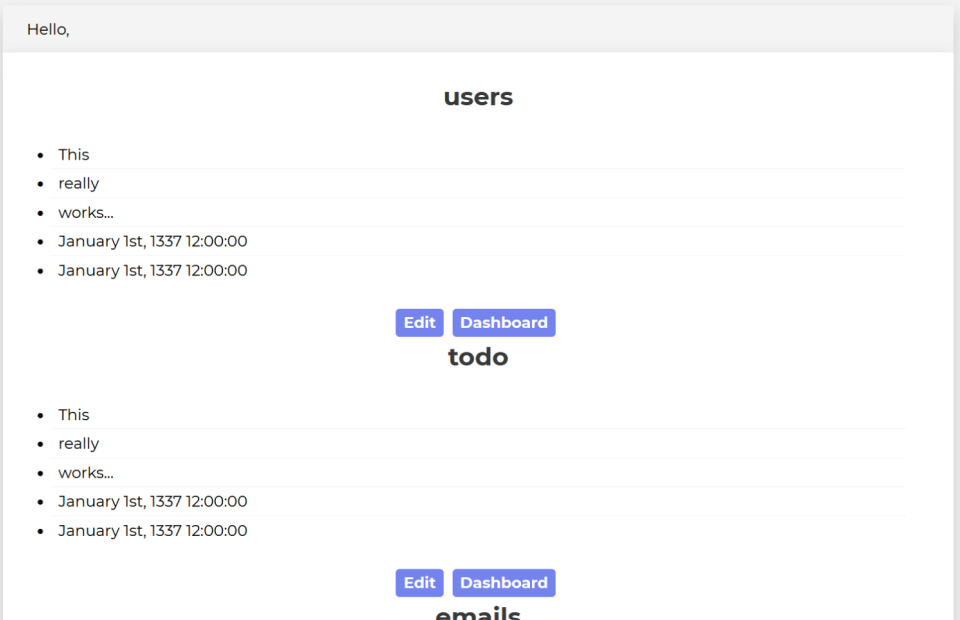 Hello,
users
This
really
works...
January 1st, 1337 12:00:00
January 1st, 1337 12:00:00
Edit Dashboard
todo
This
really
works...
January 1st, 1337 12:00:00
January 1st, 1337 12:00:00
Edit Dashboard
emails